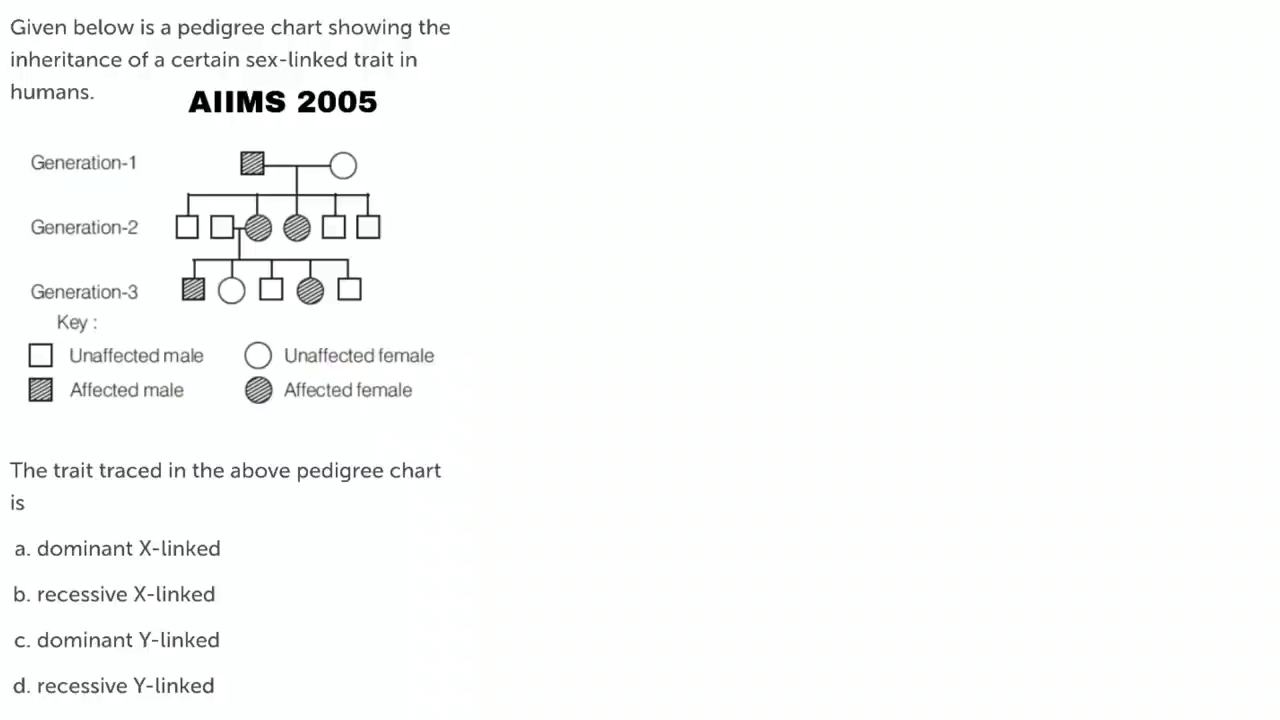 Given below is a pedigree chart showing the
inheritance of a certain sex-linked trait in
humans.
AIIMS 2005
Generation-1
Generation-2
Generation-3
Key :
Unaffected male
Unaffected female
Affected male
Affected female
The trait traced in the above pedigree chart
is
a. dominant X-linked
b. recessive X-linked
c. dominant Y-linked
d. recessive Y-linked